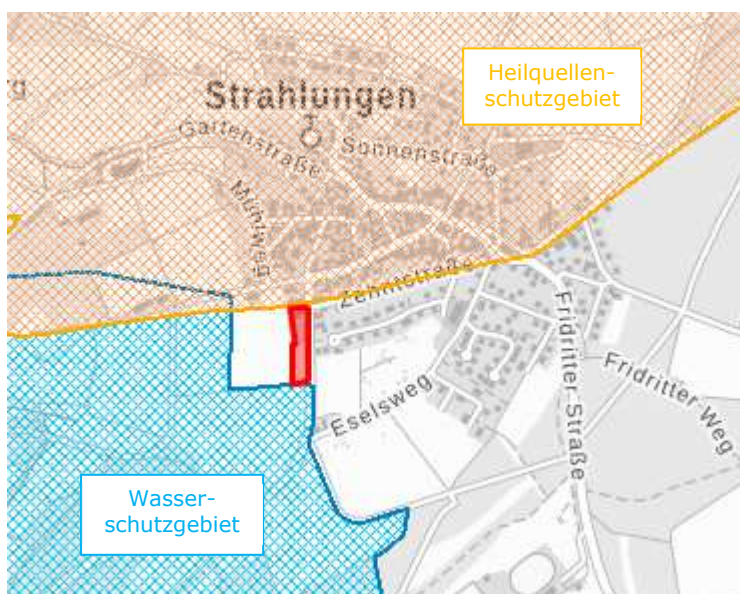 Heilquellen-
schutzgebiet
Strahlungen
Gartenstraße
Sonnenstraße
Mühlweg
Zehntstraße
Fridritter Straße
Fridritter Weg
Eselsweg
Wasser-
schutzgebiet